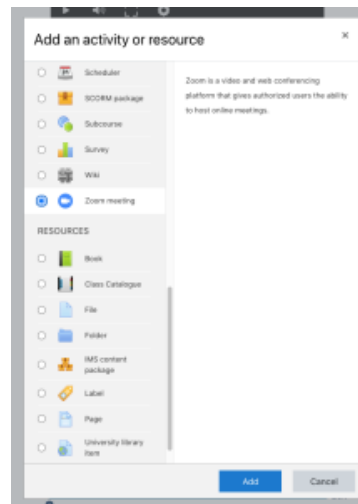 Add an activity or resource
×
Scheduler
SCORM package
Subcourse
Survey
Wiki
Zoom meeting
RESOURCES
Book
Class Catalogue
File
Folder
IMS content
package
Label
Page
University library
item
Zoom is a video and web conferencing
platform that gives authorized users the ability
to host online meetings.
Add
Cancel